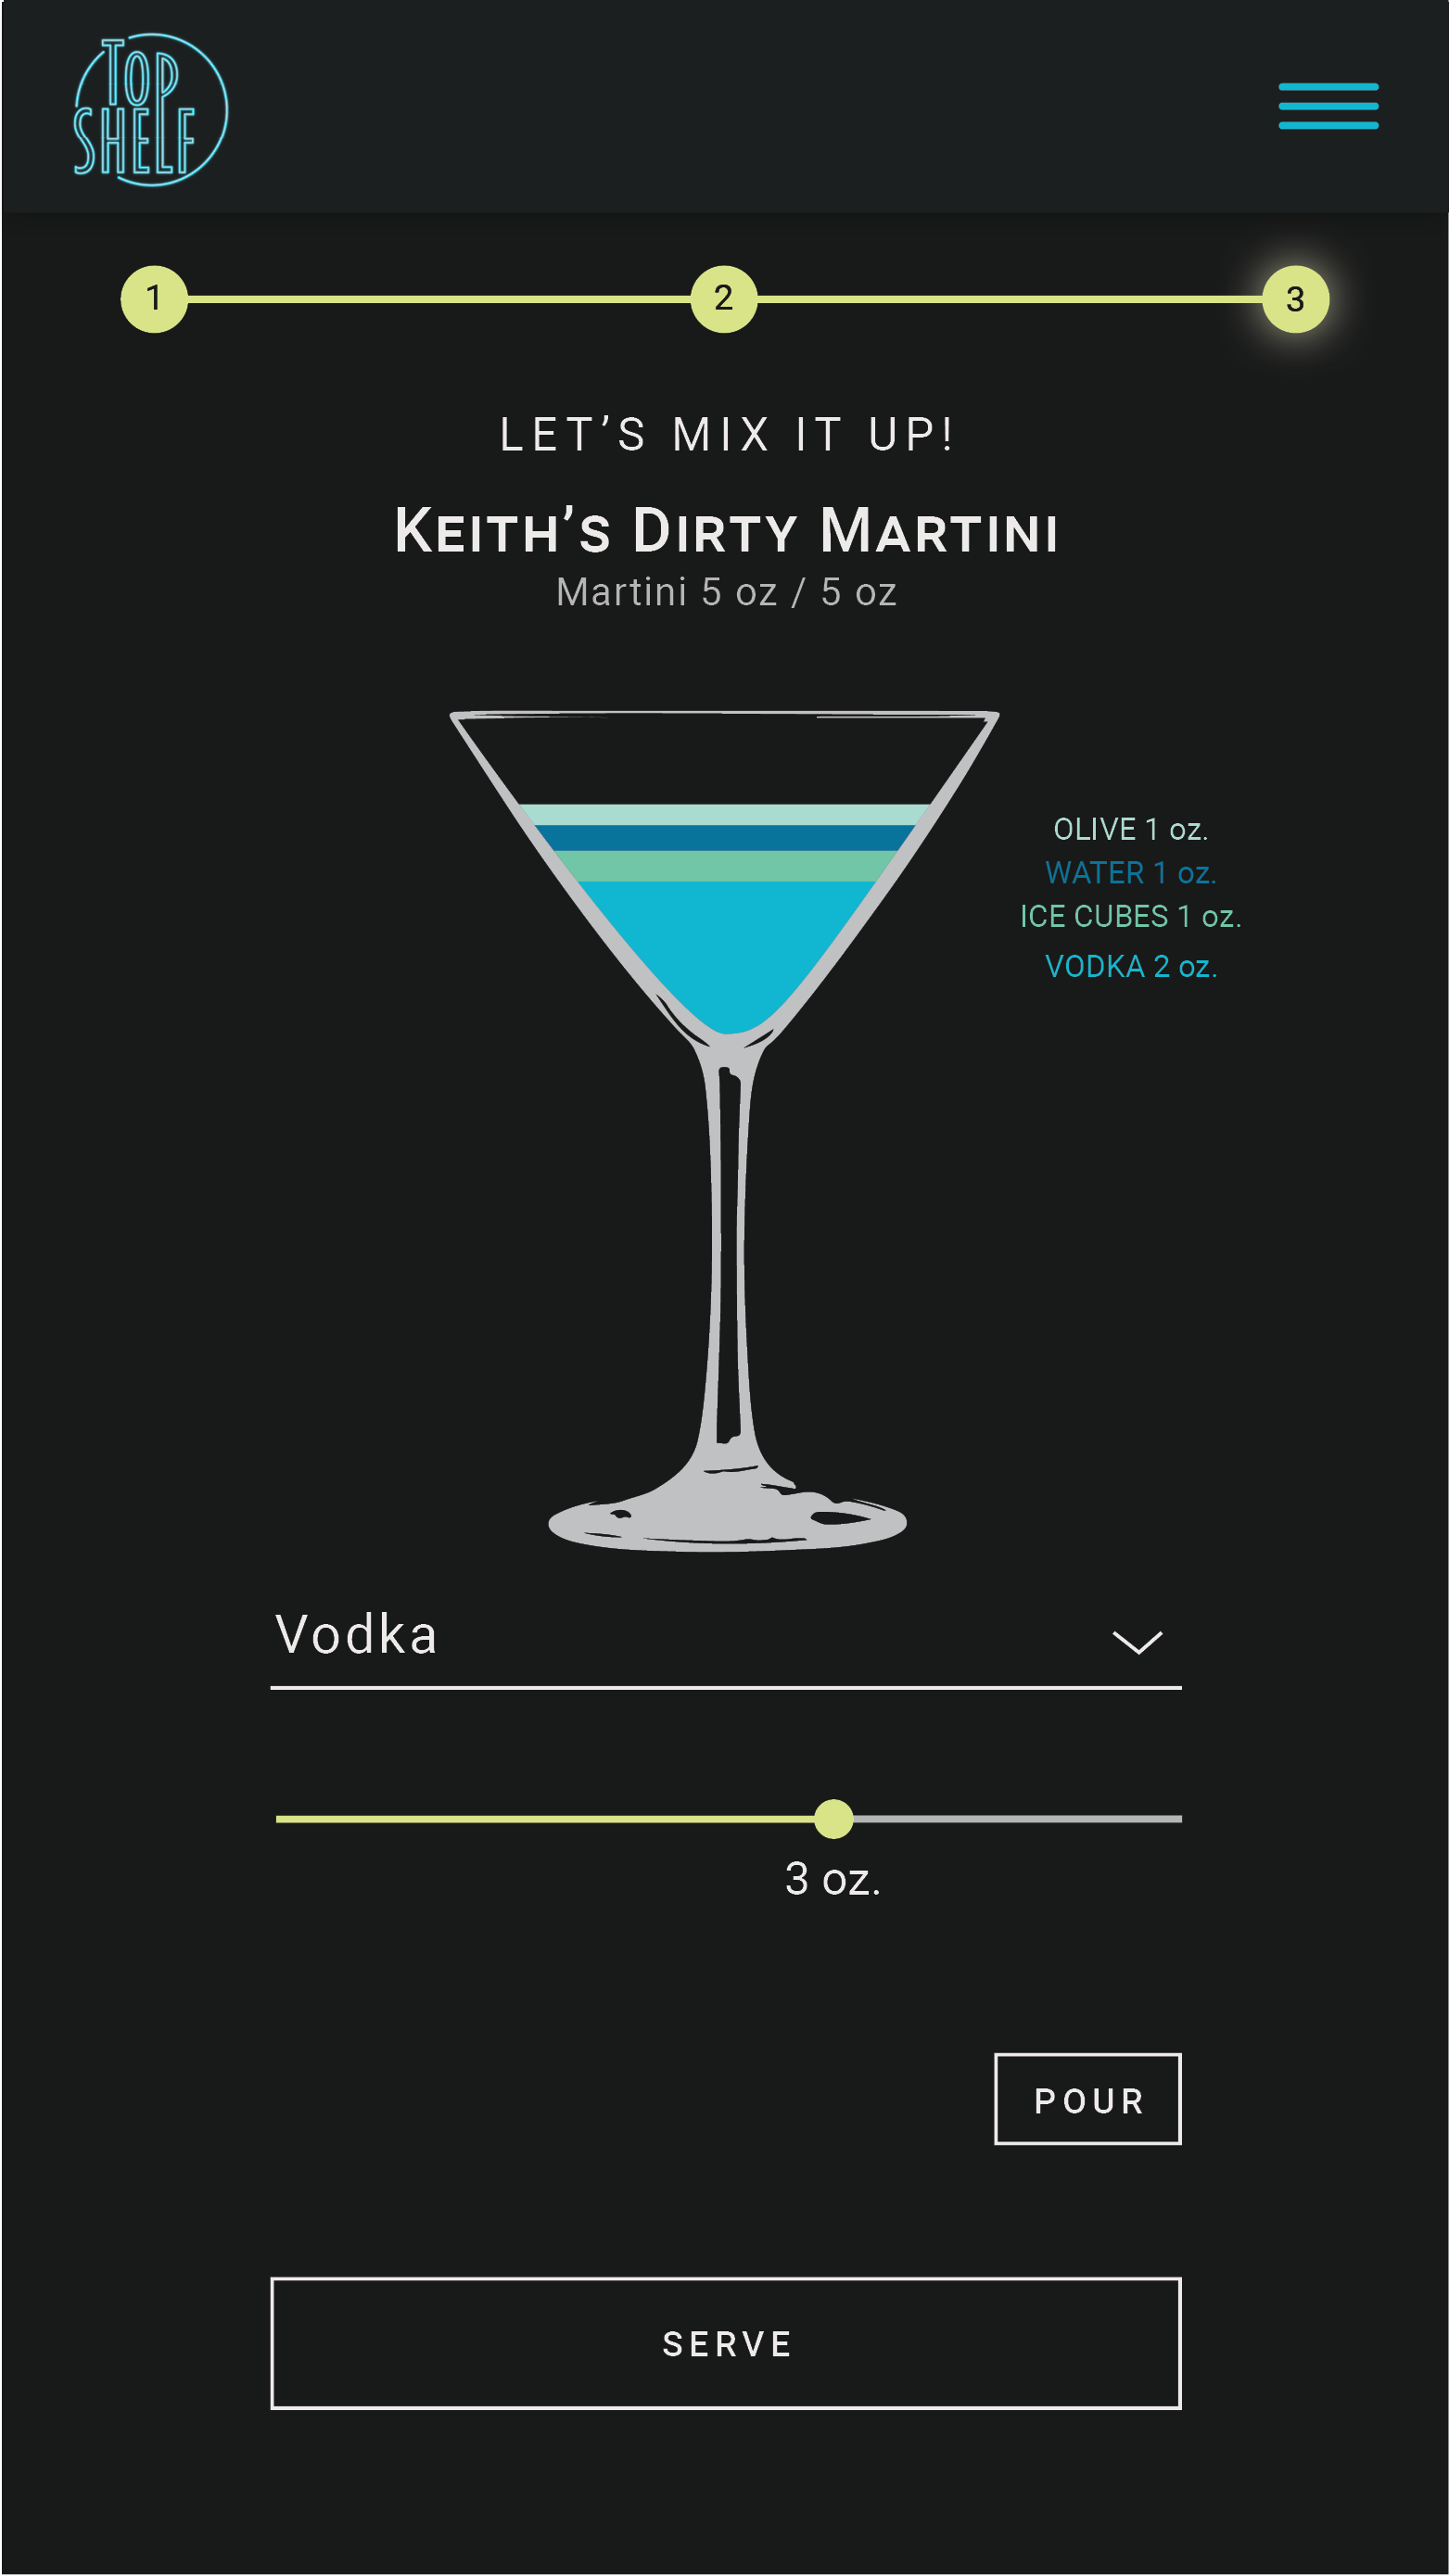 TOP
SHELF
1 2 3
LET’S MIX IT UP!
KEITH’S DIRTY MARTINI
Martini 5 oz / 5 oz
OLIVE 1 oz.
WATER 1 oz.
ICE CUBES 1 oz.
VODKA 2 oz.
Vodka
3 oz.
POUR
SERVE